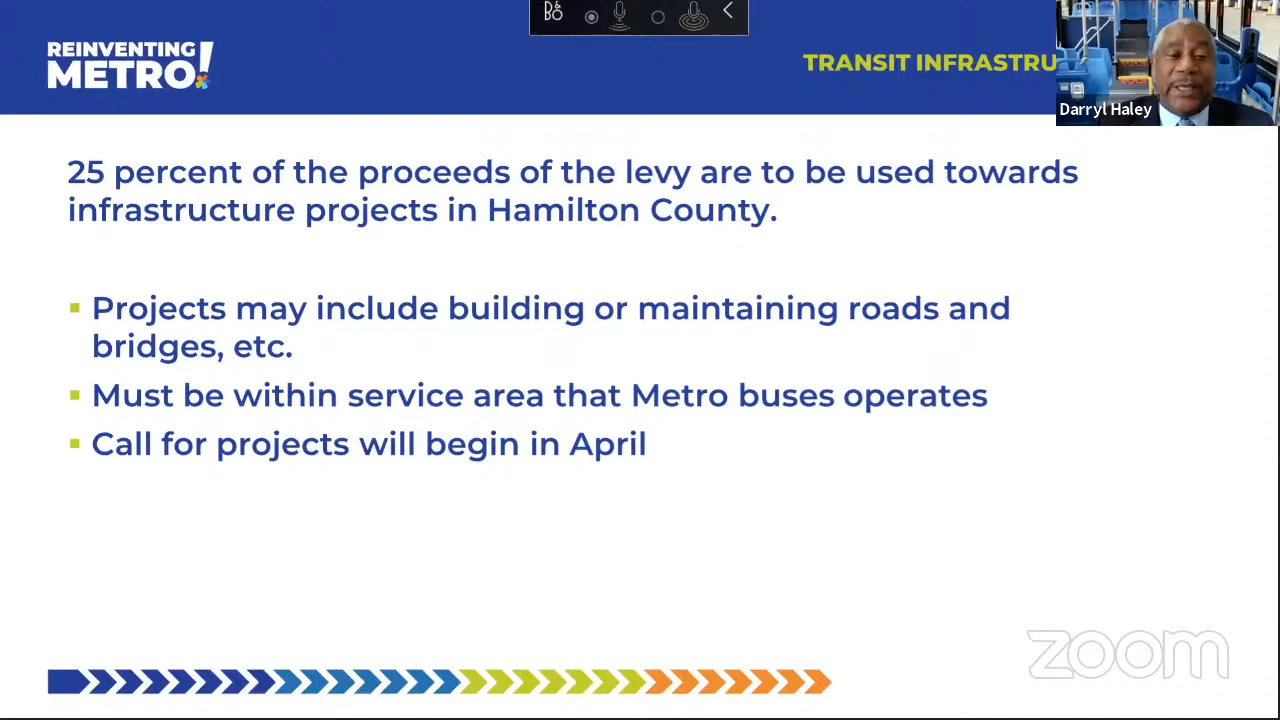 REINVENTING
METRO!
B&O
TRANSIT INFRASTRU
Darryl Haley
25 percent of the proceeds of the levy are to be used towards
infrastructure projects in Hamilton County.
▪ Projects may include building or maintaining roads and
bridges, etc.
▪ Must be within service area that Metro buses operates
▪ Call for projects will begin in April
zoom